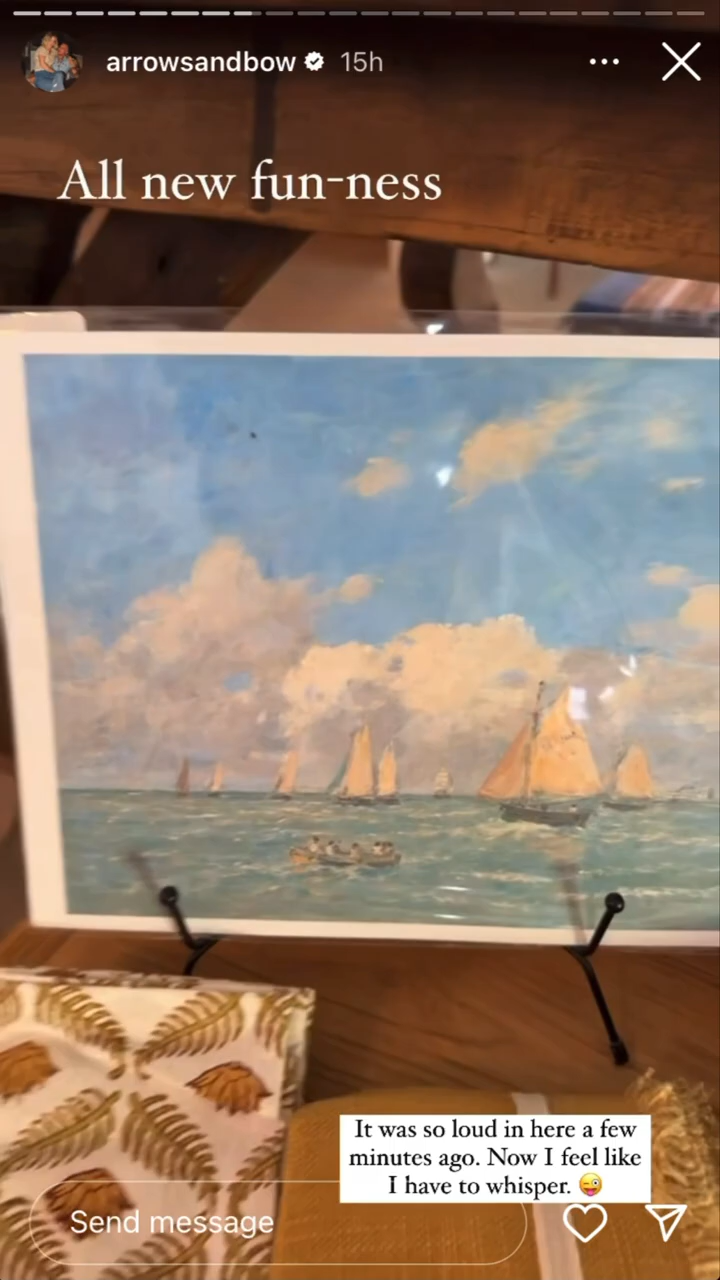 arrowsandbow 15h
All new fun-ness
It was so loud in here a few
minutes ago. Now I feel like
I have to whisper. 😜
Send message